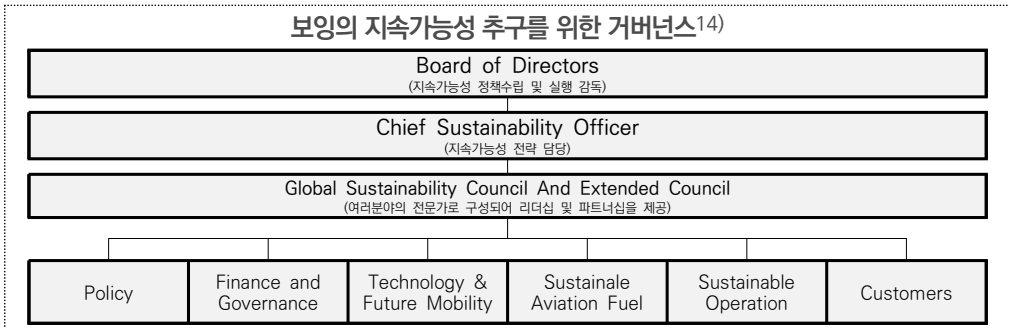 보잉의 지속가능성 추구를 위한 거버넌스14)
Board of Directors
(지속가능성 정책수립 및 실행 감독)
Chief Sustainability Officer
(지속가능성 전략 담당)
Global Sustainability Council And Extended Council
(여러분야의 전문가로 구성되어 리더십 및 파트너십을 제공)
Policy
Finance and
Governance
Technology &
Future Mobility
Sustainale
Aviation Fuel
Sustainable
Operation
Customers